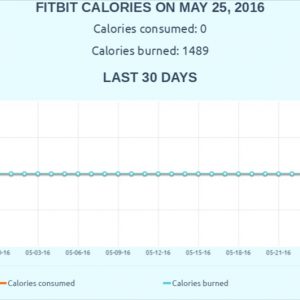 FITBIT CALORIES ON MAY 25, 2016
Calories consumed: 0
Calories burned: 1489
LAST 30 DAYS
05-03-16 05-06-16 05-09-16 05-12-16 05-15-16 05-18-16 05-21-16
Calories consumed Calories burned